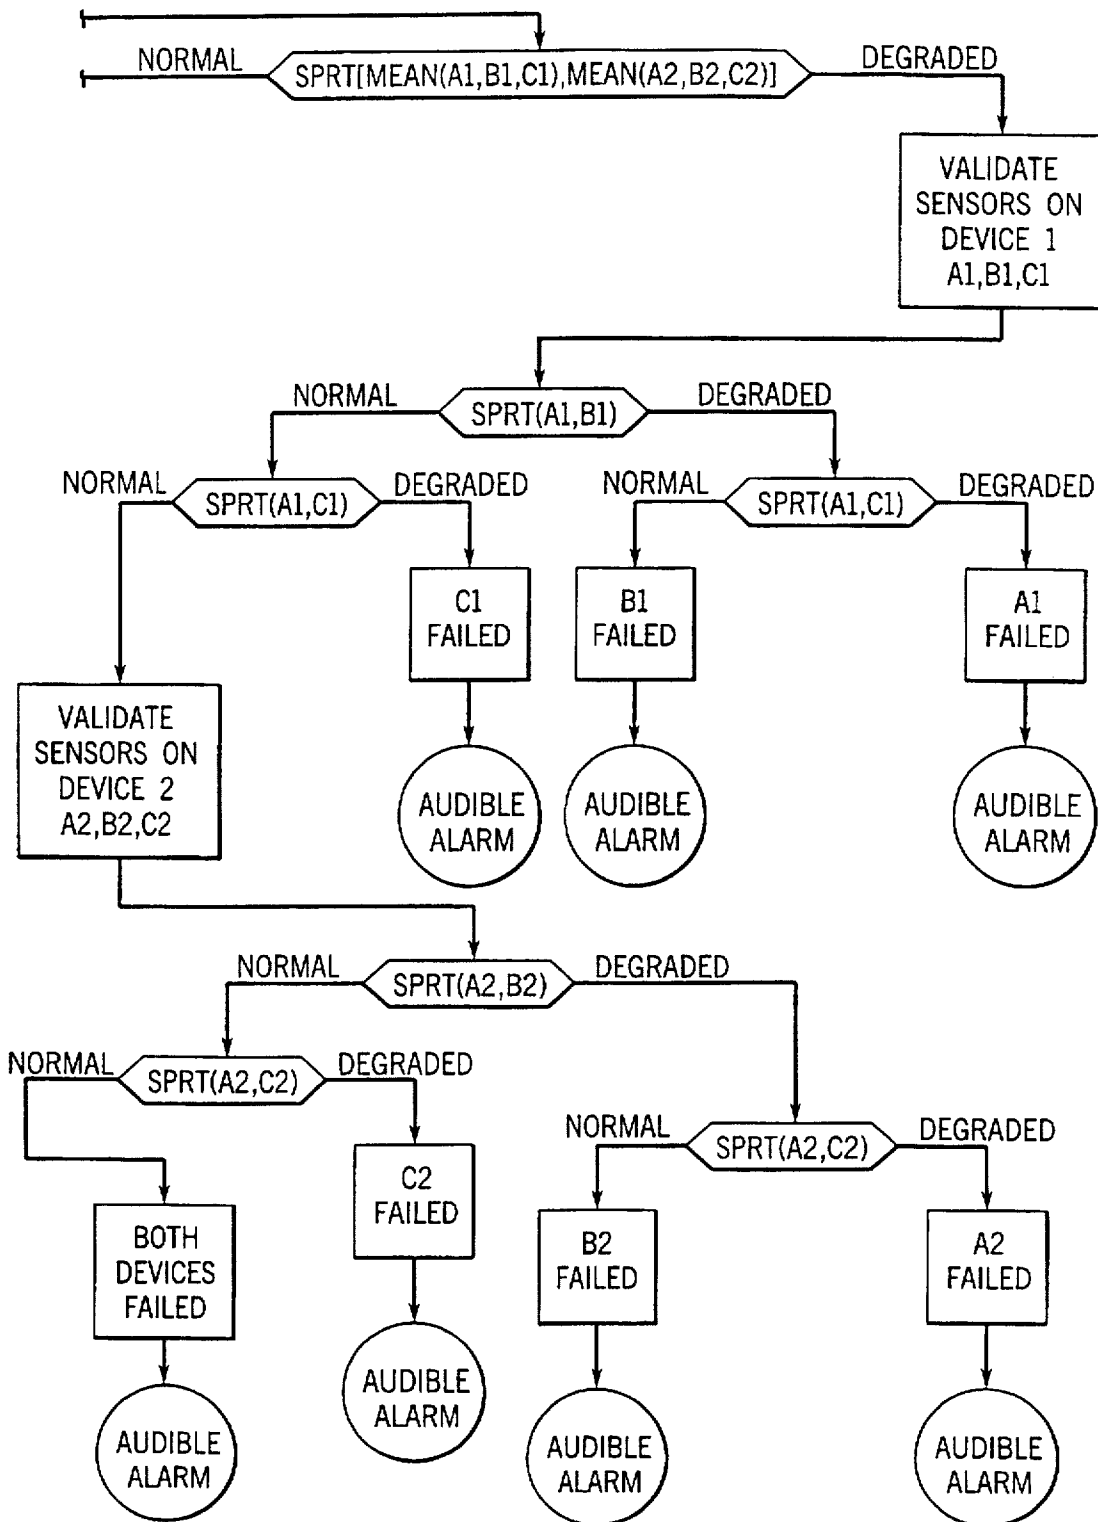 NORMAL
SPRT[MEAN(A1,B1,C1),MEAN(A2,B2,C2)]
DEGRADED
VALIDATE
SENSORS ON
DEVICE 1
A1,B1,C1
NORMAL
SPRT(A1,B1)
DEGRADED
NORMAL
SPRT(A1,C1)
DEGRADED
NORMAL
SPRT(A1,C1)
DEGRADED
C1
FAILED
B1
FAILED
A1
FAILED
VALIDATE
SENSORS ON
DEVICE 2
A2,B2,C2
AUDIBLE
ALARM
AUDIBLE
ALARM
AUDIBLE
ALARM
NORMAL
SPRT(A2,B2)
DEGRADED
NORMAL
SPRT(A2,C2)
DEGRADED
NORMAL
SPRT(A2,C2)
DEGRADED
C2
FAILED
BOTH
DEVICES
FAILED
B2
FAILED
A2
FAILED
AUDIBLE
ALARM
AUDIBLE
ALARM
AUDIBLE
ALARM
AUDIBLE
ALARM